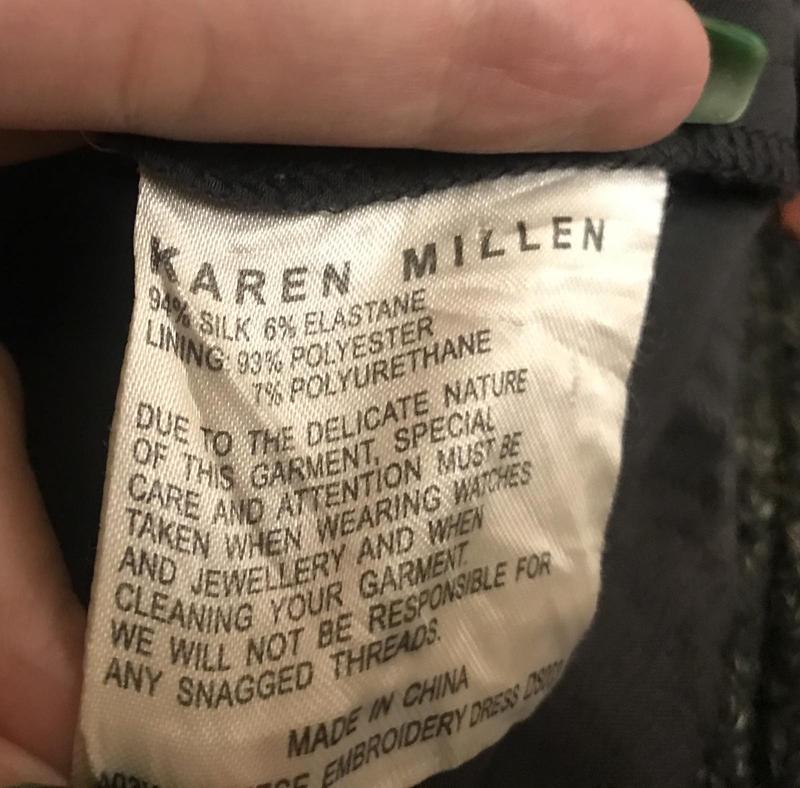 KAREN MILLEN
94% SILK 6% ELASTANE
LINING: 93% POLYESTER
7% POLYURETHANE
DUE TO THE DELICATE NATURE
OF THIS GARMENT, SPECIAL
CARE AND ATTENTION MUST BE
TAKEN WHEN WEARING WATCHES
AND JEWELLERY AND WHEN
CLEANING YOUR GARMENT.
WE WILL NOT BE RESPONSIBLE FOR
ANY SNAGGED THREADS.
MADE IN CHINA
EMBROIDERY DRESS